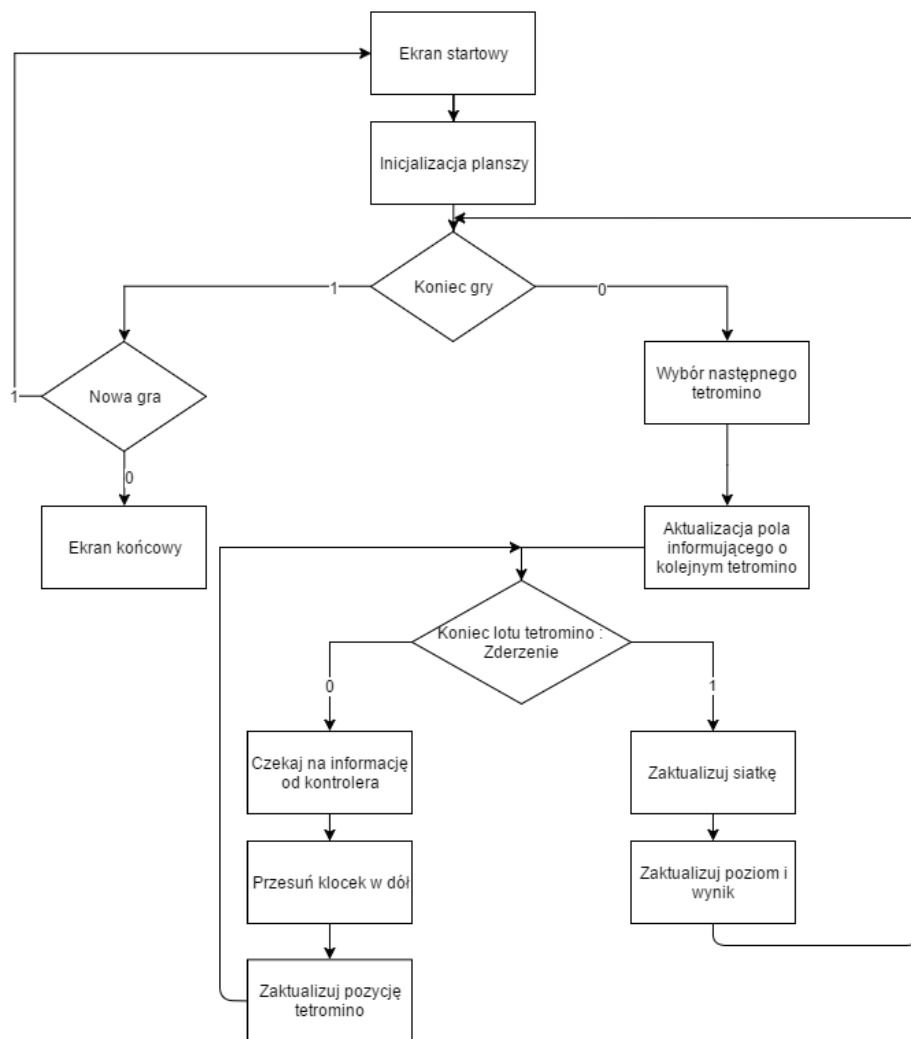 Ekran startowy
Inicjalizacja planszy
Koniec gry
1
0
Nowa gra
1
0
Wybór następnego
tetromino
Ekran końcowy
Aktualizacja pola
informującego o
kolejnym tetromino
Koniec lotu tetromino :
Zderzenie
0
1
Czekaj na informację
od kontrolera
Zaktualizuj siatkę
Przesuń klocek w dół
Zaktualizuj poziom i
wynik
Zaktualizuj pozycję
tetromino